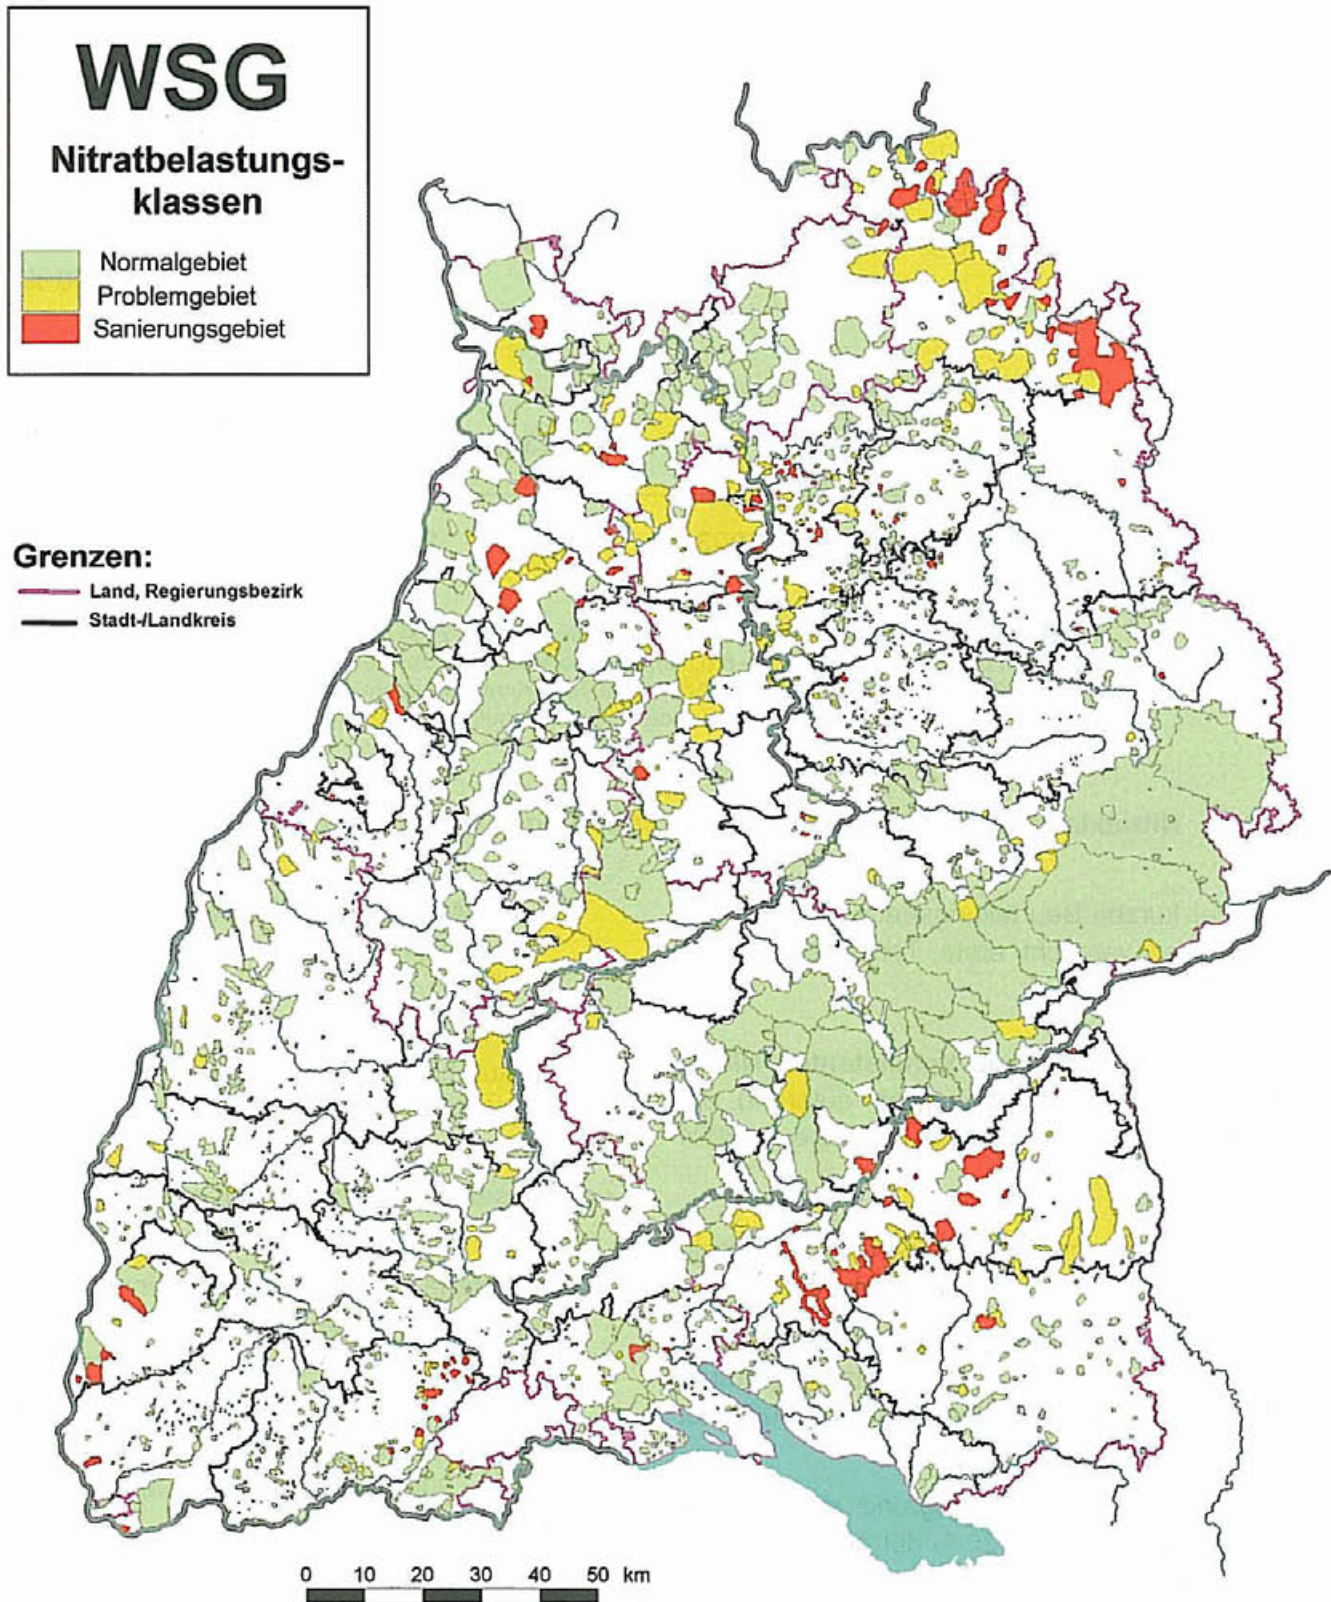 WSG
Nitratbelastungs-
klassen
Normalgebiet
Problemgebiet
Sanierungsgebiet
Grenzen:
Land, Regierungsbezirk
Stadt-/Landkreis
0 10 20 30 40 50 km